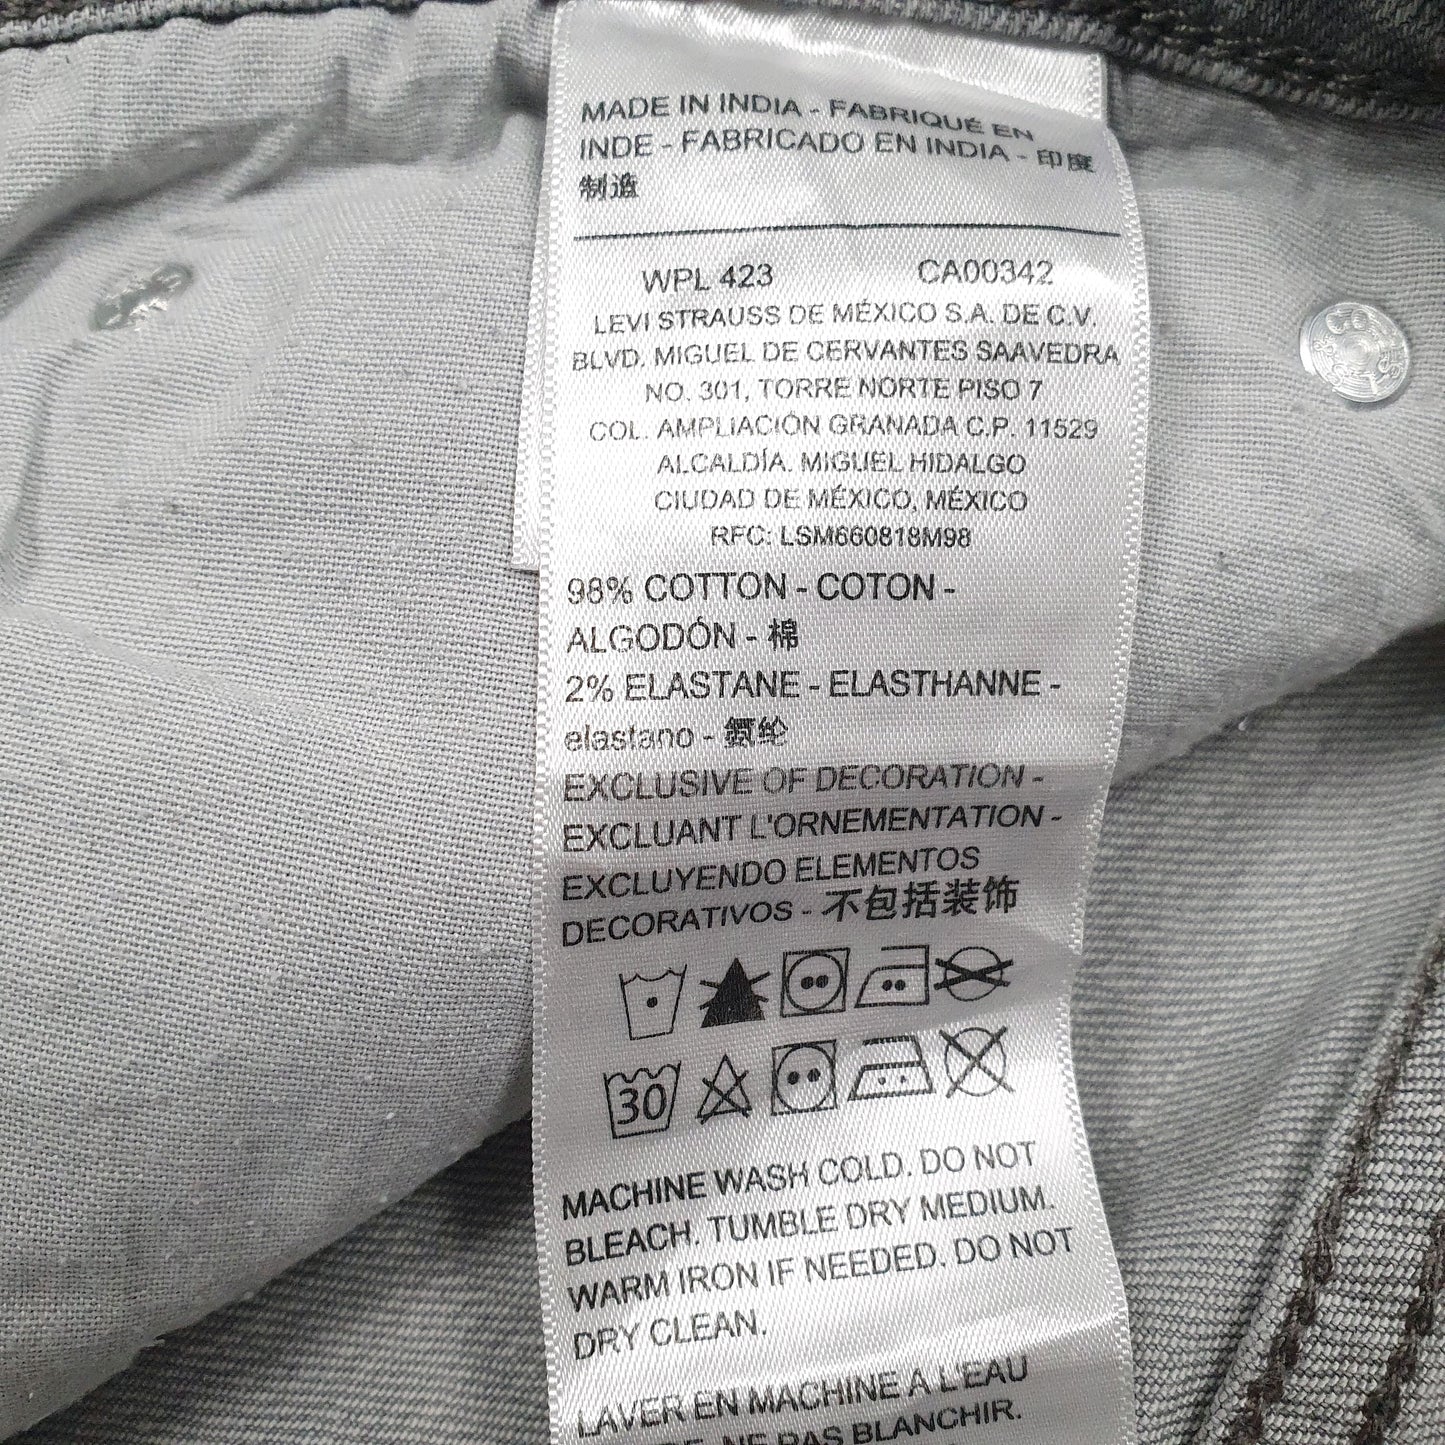 MADE IN INDIA - FABRIQUÉ EN
INDE - FABRICADO EN INDIA - 印度
制造
WPL 423 CA00342
LEVI STRAUSS DE MÉXICO S.A. DE C.V.
BLVD. MIGUEL DE CERVANTES SAAVEDRA
NO. 301, TORRE NORTE PISO 7
COL. AMPLIACIÓN GRANADA C.P. 11529
ALCALDÍA. MIGUEL HIDALGO
CIUDAD DE MÉXICO, MÉXICO
RFC: LSM660818M98
98% COTTON - COTON -
ALGODÓN - 棉
2% ELASTANE - ELASTHANNE -
elastano - 氨纶
EXCLUSIVE OF DECORATION -
EXCLUANT L'ORNEMENTATION -
EXCLUYENDO ELEMENTOS
DECORATIVOS - 不包括装饰
30
MACHINE WASH COLD. DO NOT
BLEACH. TUMBLE DRY MEDIUM.
WARM IRON IF NEEDED. DO NOT
DRY CLEAN.
LAVER EN MACHINE A L'EAU
NE PAS BLANCHIR.